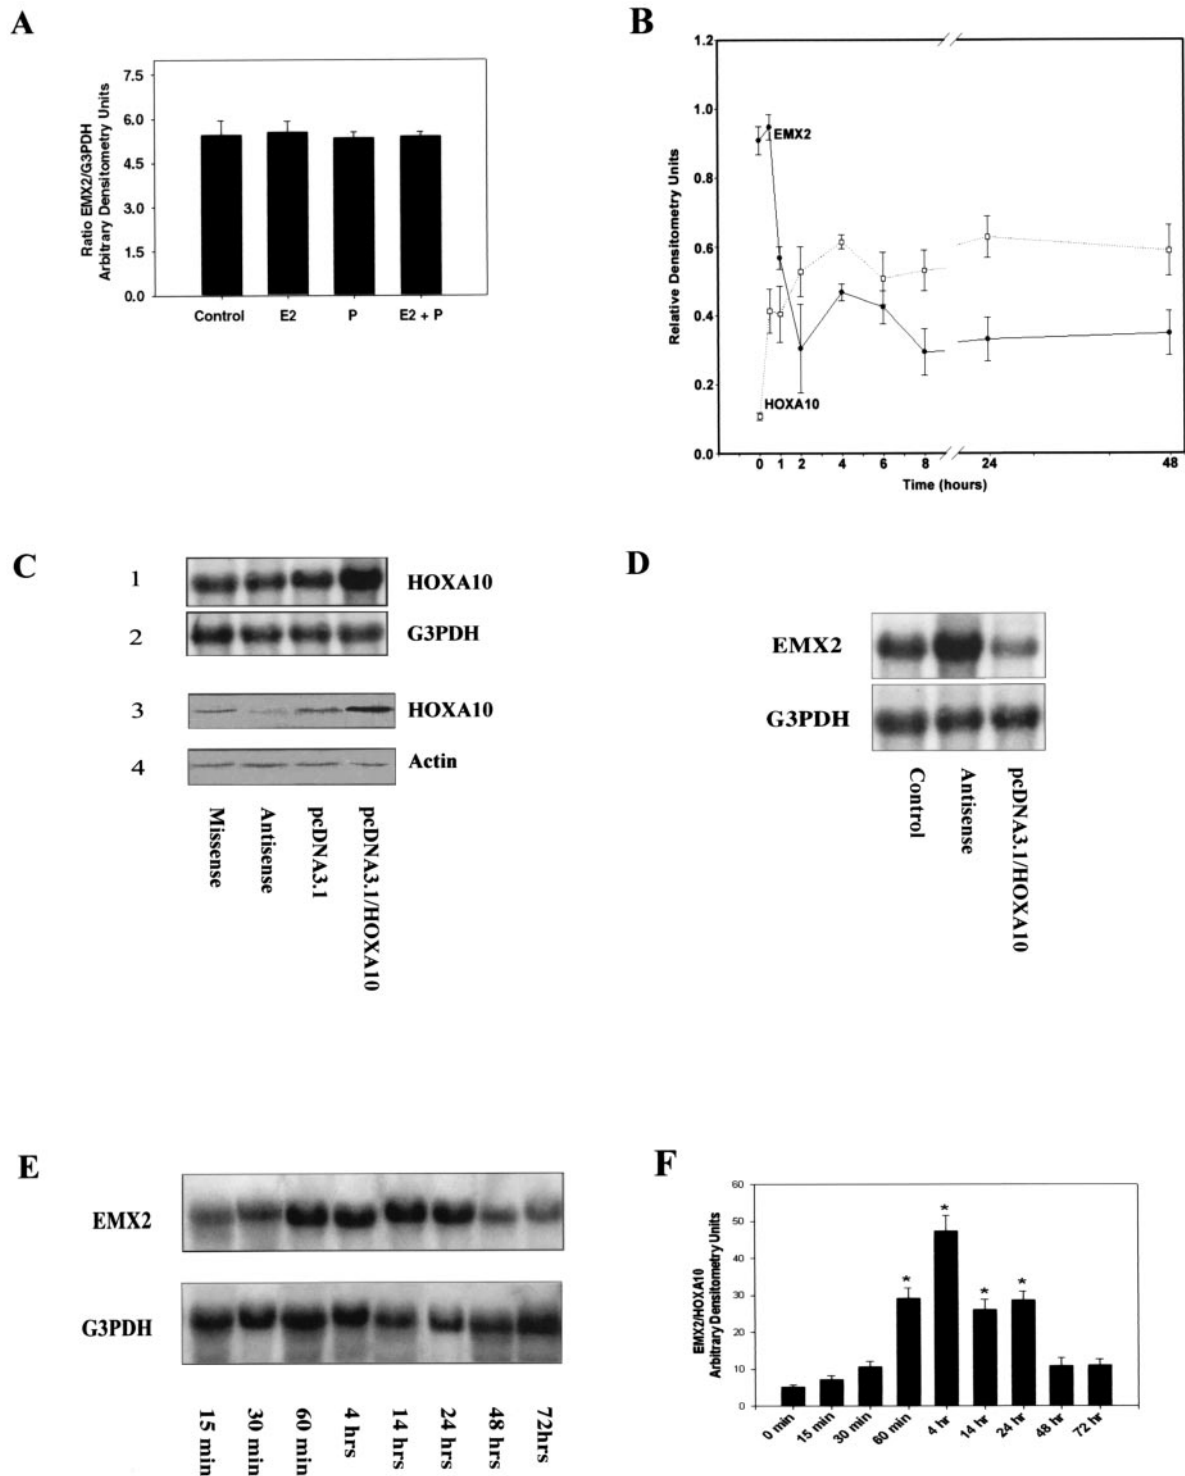 A
Ratio EMX2/G3PDH
Arbitrary Densitometry Units
7.5
6.0
4.5
3.0
1.5
0.0
Control E2 P E2 + P
B
Relative Densitometry Units
1.2
1.0
0.8
0.6
0.4
0.2
0.0
EMX2
HOXA10
0 1 2 4 6 8 24 48
Time (hours)
C
1 HOXA10
2 G3PDH
3 HOXA10
4 Actin
Missense
Antisense
pcDNA3.1
pcDNA3.1/HOXA10
D
EMX2
G3PDH
Control
Antisense
pcDNA3.1/HOXA10
E
EMX2
G3PDH
15 min
30 min
60 min
4 hrs
14 hrs
24 hrs
48 hrs
72hrs
F
EMX2/HOXA10
Arbitrary Densitometry Units
60
50
40
30
20
10
0
* * * *
0 min
15 min
30 min
60 min
4 hr
14 hr
24 hr
48 hr
72 hr